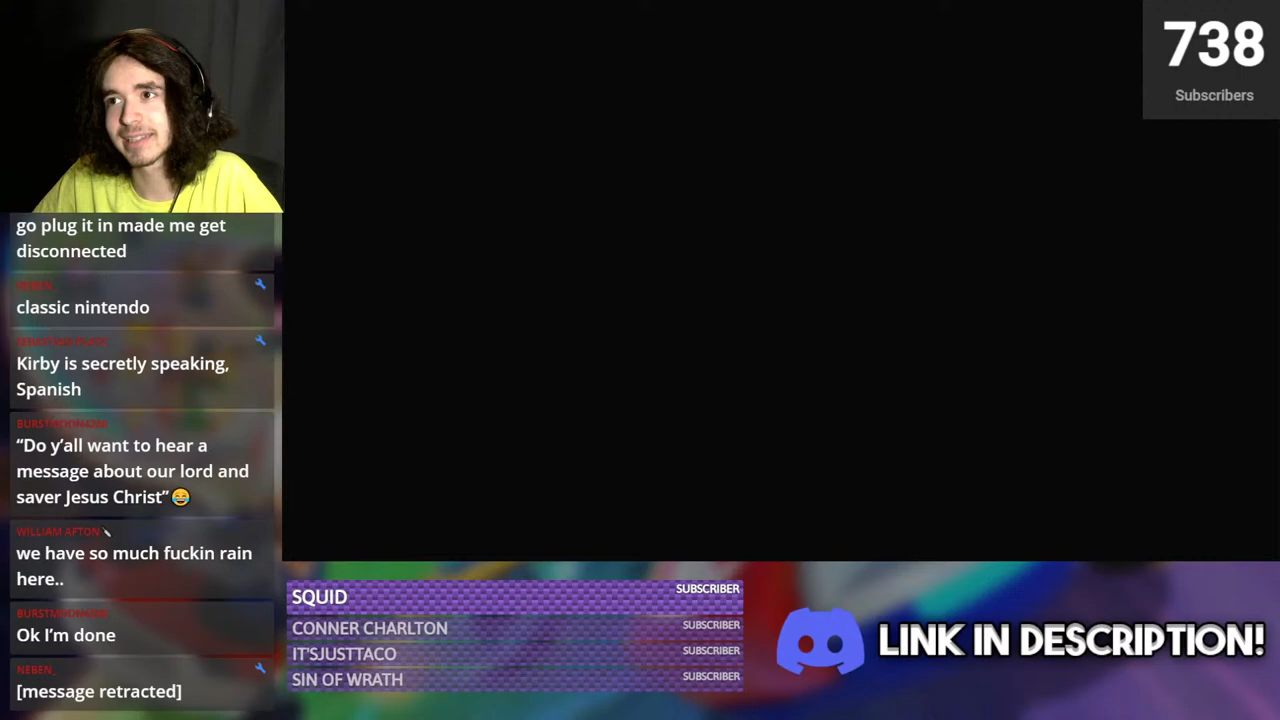 738
Subscribers
go plug it in made me get
disconnected
NEBEN_
classic nintendo
Kirby is secretly speaking,
Spanish
“Do y’all want to hear a
message about our lord and
saver Jesus Christ”😂
WILLIAM AFTON🔪
we have so much fuckin rain
here..
Ok I’m done
NEBEN_
[message retracted]
SQUID SUBSCRIBER
CONNER CHARLTON SUBSCRIBER
IT'SJUSTTACO SUBSCRIBER
SIN OF WRATH SUBSCRIBER
LINK IN DESCRIPTION!